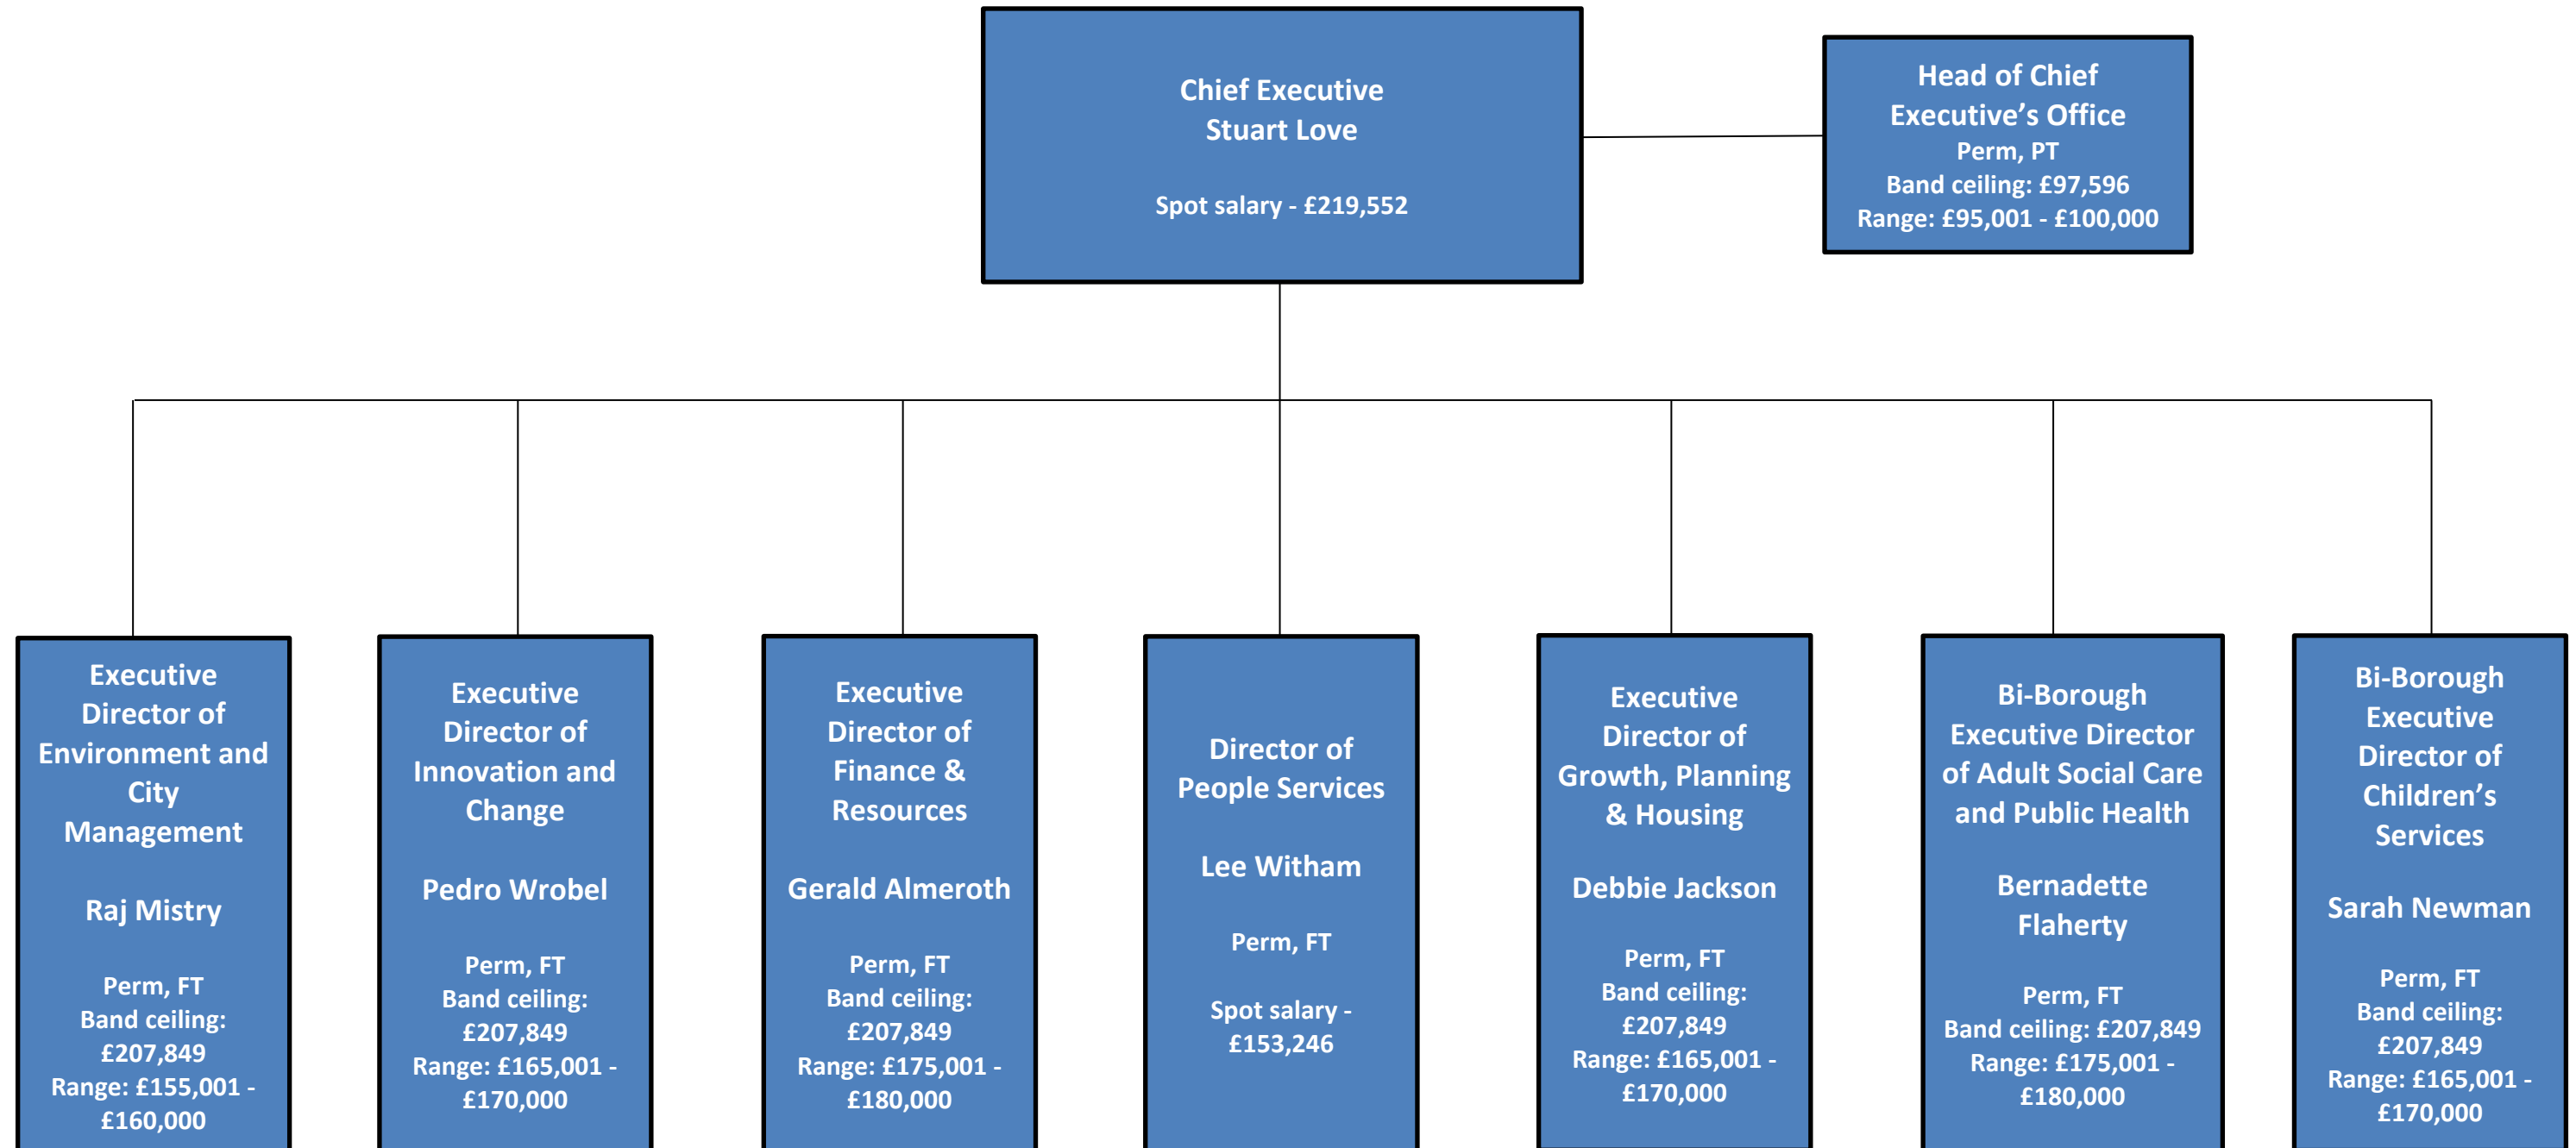 Chief Executive
Stuart Love
Spot salary - £219,552
Head of Chief
Executive’s Office
Perm, PT
Band ceiling: £97,596
Range: £95,001 - £100,000
Executive
Director of
Environment and
City
Management
Raj Mistry
Perm, FT
Band ceiling:
£207,849
Range: £155,001 -
£160,000
Executive
Director of
Innovation and
Change
Pedro Wrobel
Perm, FT
Band ceiling:
£207,849
Range: £165,001 -
£170,000
Executive
Director of
Finance &
Resources
Gerald Almeroth
Perm, FT
Band ceiling:
£207,849
Range: £175,001 -
£180,000
Director of
People Services
Lee Witham
Perm, FT
Spot salary -
£153,246
Executive
Director of
Growth, Planning
& Housing
Debbie Jackson
Perm, FT
Band ceiling:
£207,849
Range: £165,001 -
£170,000
Bi-Borough
Executive Director
of Adult Social Care
and Public Health
Bernadette
Flaherty
Perm, FT
Band ceiling: £207,849
Range: £175,001 -
£180,000
Bi-Borough
Executive
Director of
Children’s
Services
Sarah Newman
Perm, FT
Band ceiling:
£207,849
Range: £165,001 -
£170,000